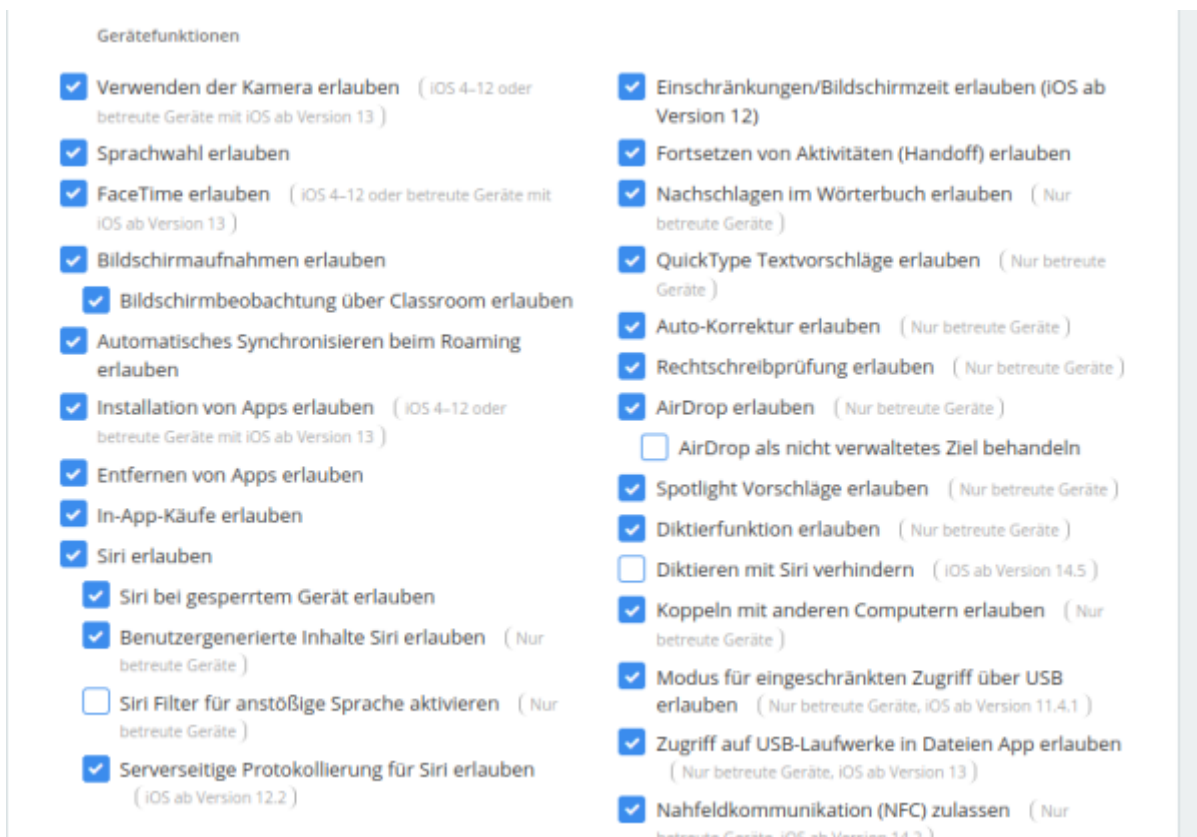 Gerätefunktionen
Verwenden der Kamera erlauben ( iOS 4–12 oder
betreute Geräte mit iOS ab Version 13 )
Sprachwahl erlauben
FaceTime erlauben ( iOS 4–12 oder betreute Geräte mit
iOS ab Version 13 )
Bildschirmaufnahmen erlauben
Bildschirmbeobachtung über Classroom erlauben
Automatisches Synchronisieren beim Roaming
erlauben
Installation von Apps erlauben ( iOS 4–12 oder
betreute Geräte mit iOS ab Version 13 )
Entfernen von Apps erlauben
In-App-Käufe erlauben
Siri erlauben
Siri bei gesperrtem Gerät erlauben
Benutzergenerierte Inhalte Siri erlauben ( Nur
betreute Geräte )
Siri Filter für anstößige Sprache aktivieren ( Nur
betreute Geräte )
Serverseitige Protokollierung für Siri erlauben
( iOS ab Version 12.2 )
Einschränkungen/Bildschirmzeit erlauben (iOS ab
Version 12)
Fortsetzen von Aktivitäten (Handoff) erlauben
Nachschlagen im Wörterbuch erlauben ( Nur
betreute Geräte )
QuickType Textvorschläge erlauben ( Nur betreute
Geräte )
Auto-Korrektur erlauben ( Nur betreute Geräte )
Rechtschreibprüfung erlauben ( Nur betreute Geräte )
AirDrop erlauben ( Nur betreute Geräte )
AirDrop als nicht verwaltetes Ziel behandeln
Spotlight Vorschläge erlauben ( Nur betreute Geräte )
Diktierfunktion erlauben ( Nur betreute Geräte )
Diktieren mit Siri verhindern ( iOS ab Version 14.5 )
Koppeln mit anderen Computern erlauben ( Nur
betreute Geräte )
Modus für eingeschränkten Zugriff über USB
erlauben ( Nur betreute Geräte, iOS ab Version 11.4.1 )
Zugriff auf USB-Laufwerke in Dateien App erlauben
( Nur betreute Geräte, iOS ab Version 13 )
Nahfeldkommunikation (NFC) zulassen ( Nur
betreute Geräte, iOS ab Version 14.2 )